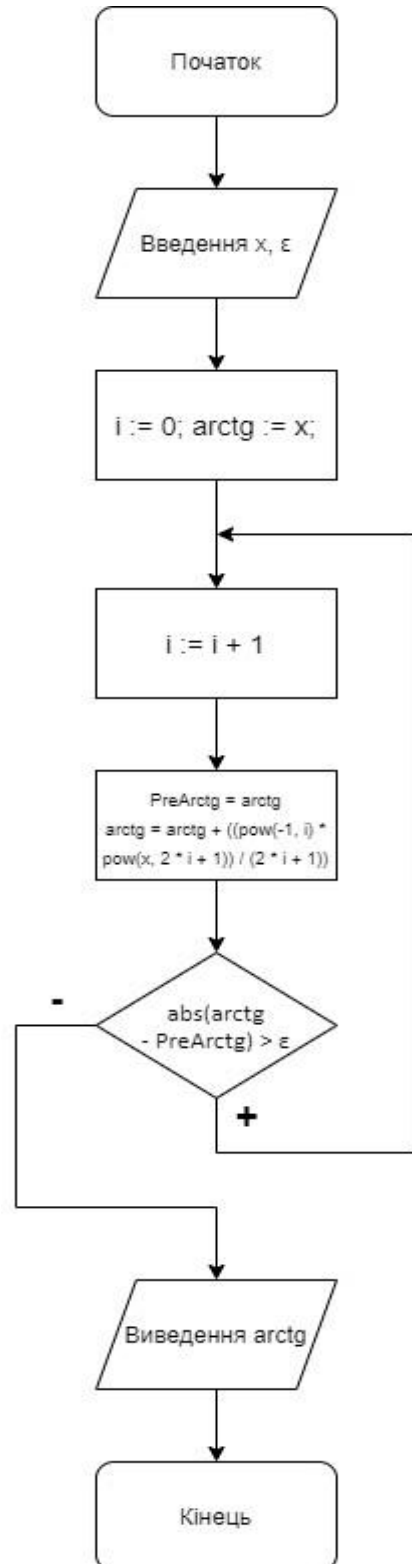 Початок
Введення x, ε
i := 0; arctg := x;
i := i + 1
PreArctg = arctg
arctg = arctg + ((pow(-1, i) *
pow(x, 2 * i + 1)) / (2 * i + 1))
-
abs(arctg
- PreArctg) > ε
+
Виведення arctg
Кінець